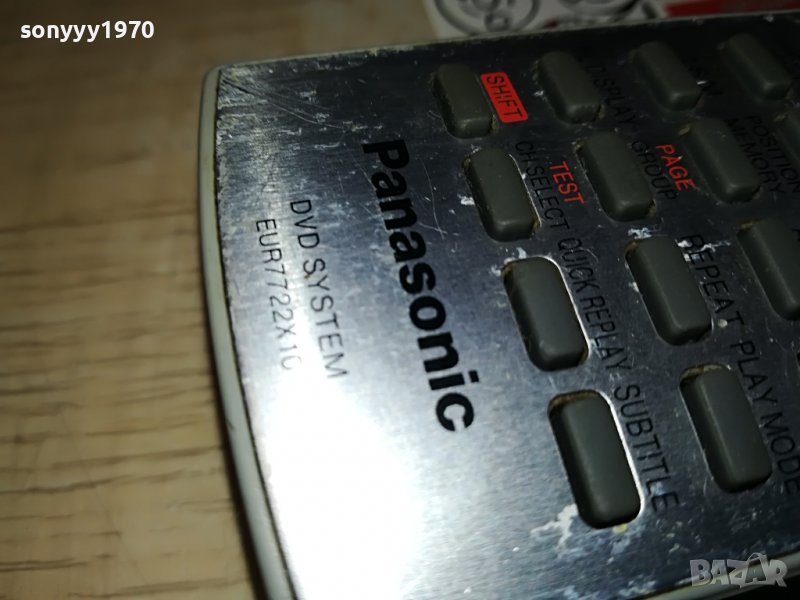 sonyyy1970
SHIFT
DISPLAY
TEST
CH SELECT
PAGE
GROUP
POSITION
MEMORY
QUICK REPLAY
REPEAT
SUBTITLE
PLAY MODE
Panasonic
DVD SYSTEM
EUR7722X10
BAZAR